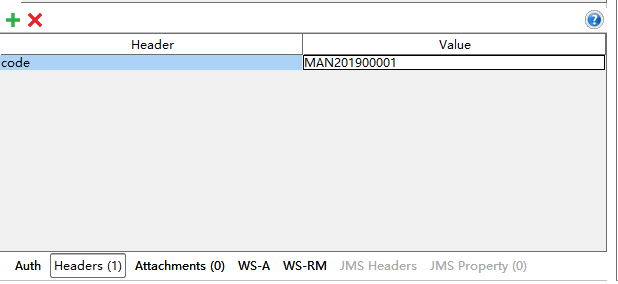 Header Value
code MAN201900001
Auth Headers (1) Attachments (0) WS-A WS-RM JMS Headers JMS Property (0)